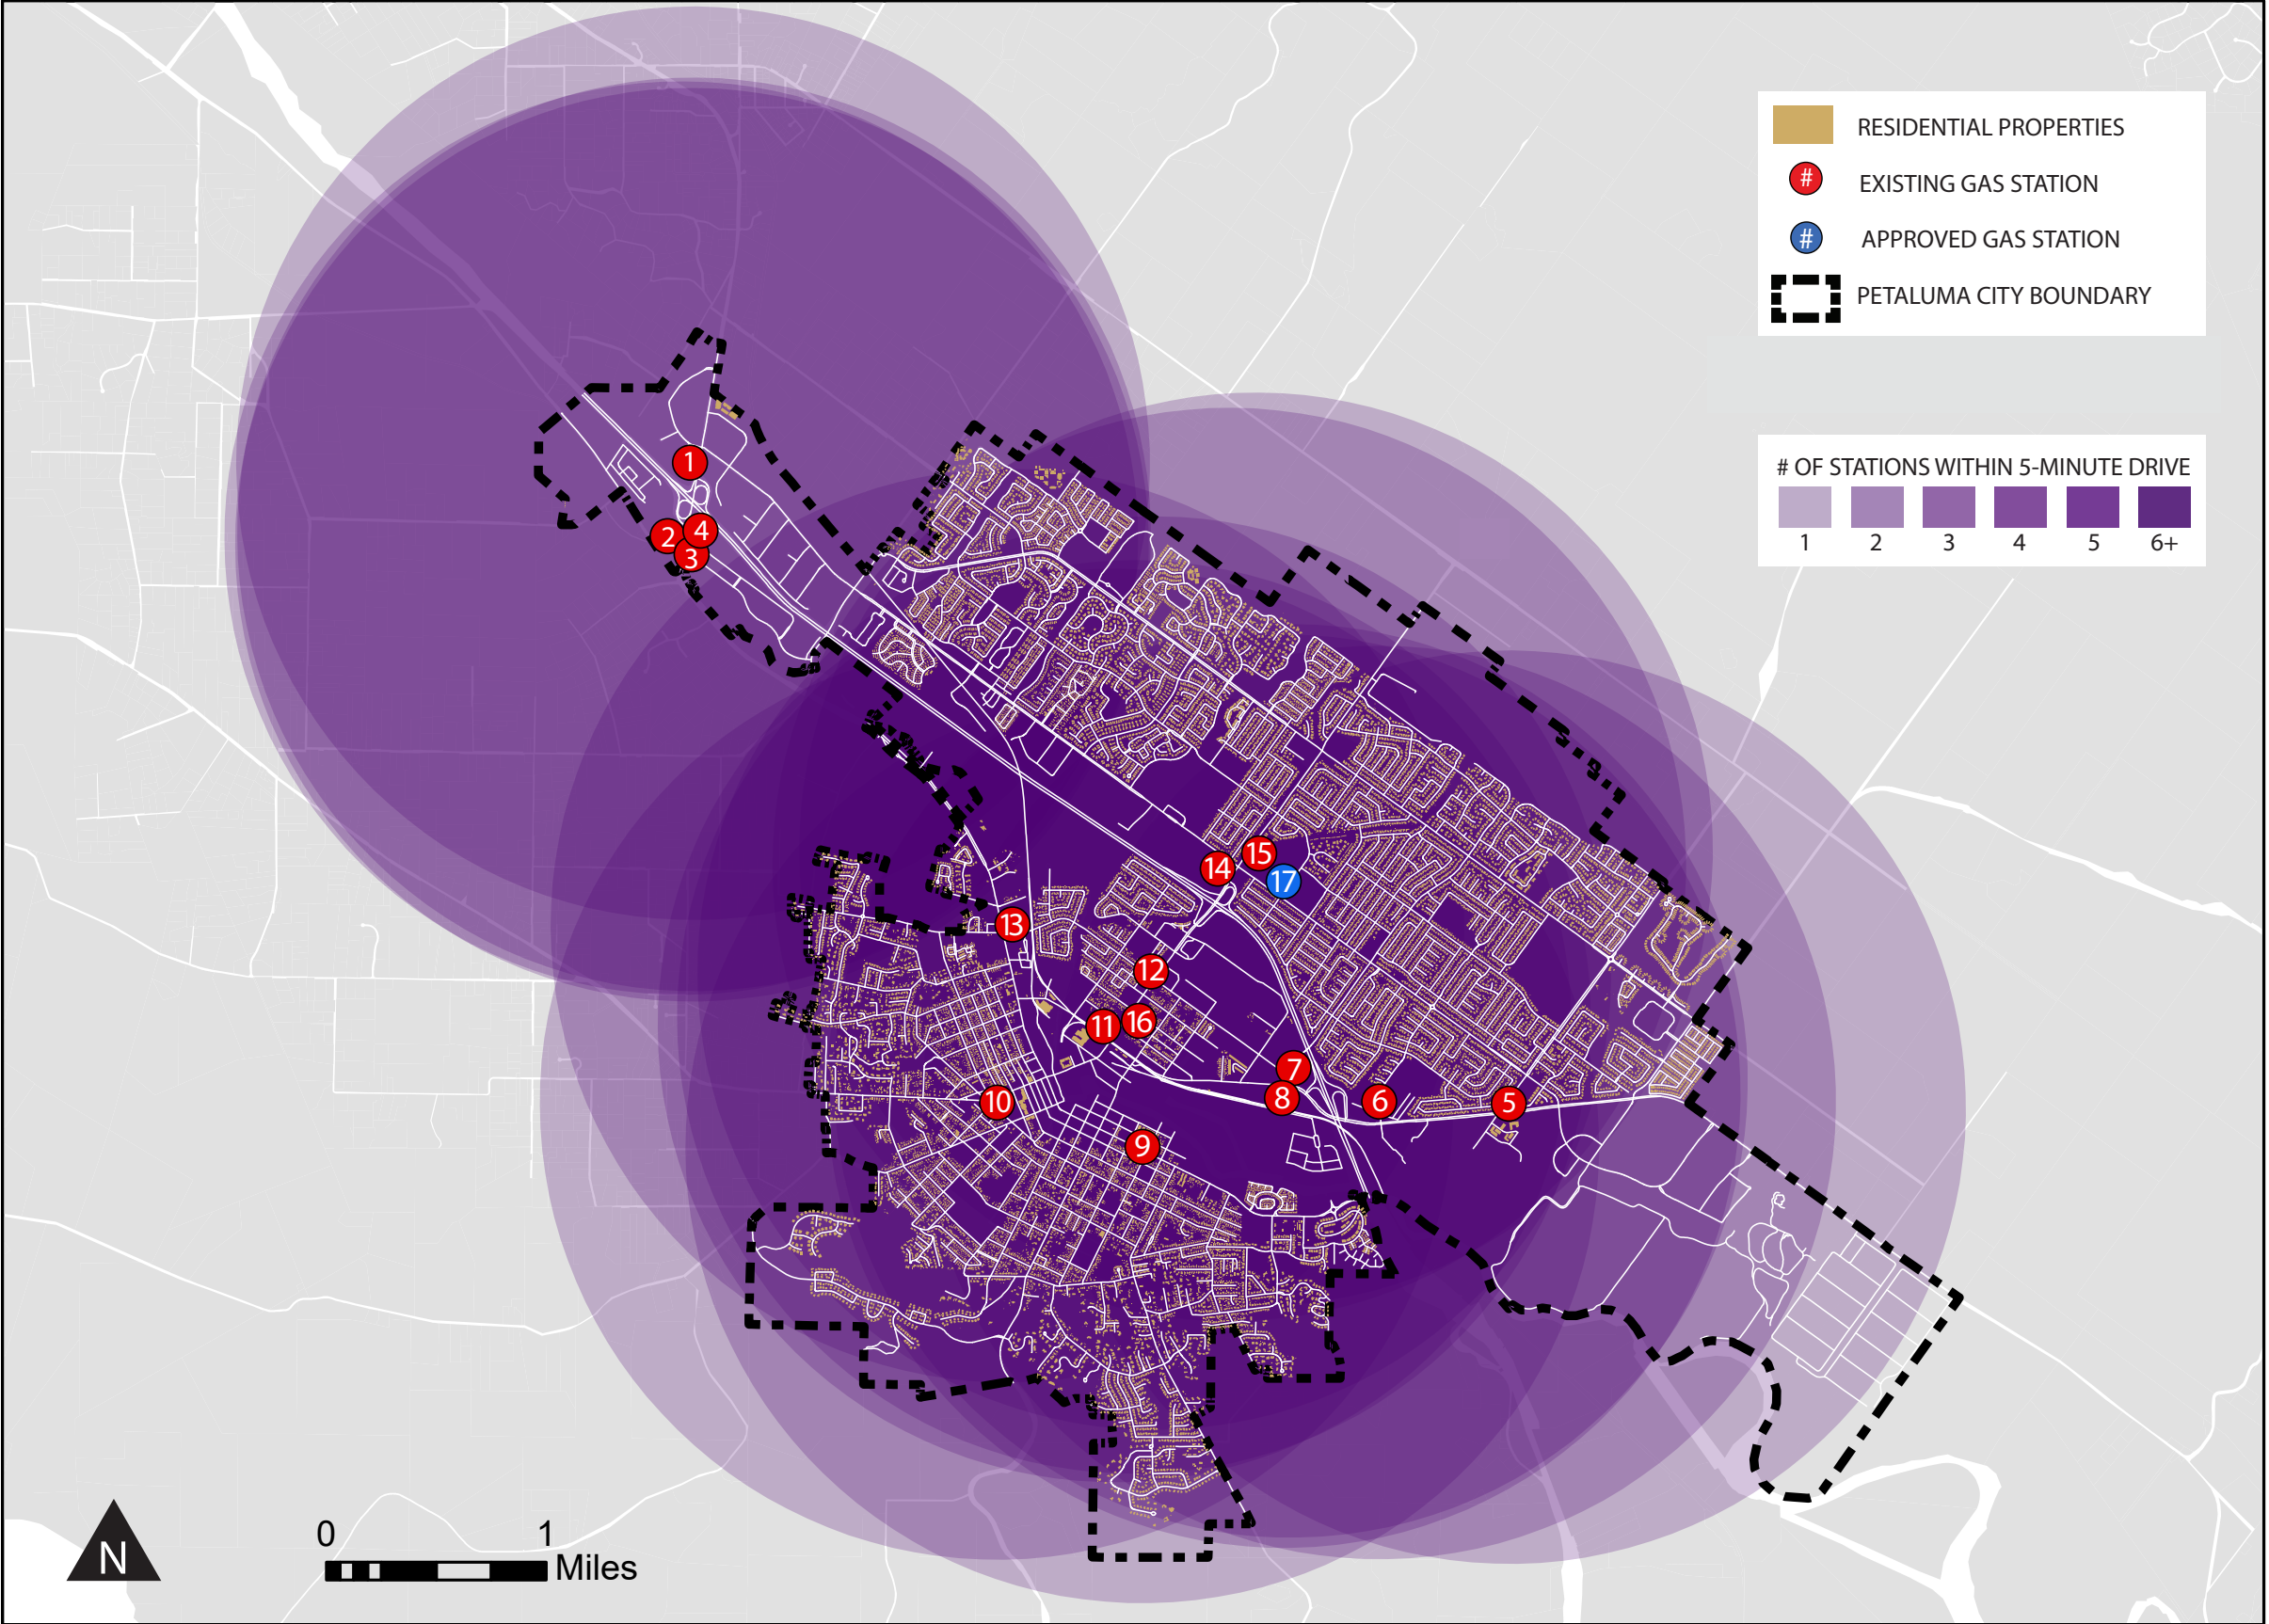 RESIDENTIAL PROPERTIES
# EXISTING GAS STATION
# APPROVED GAS STATION
PETALUMA CITY BOUNDARY
# OF STATIONS WITHIN 5-MINUTE DRIVE
1 2 3 4 5 6+
1
2
4
3
15
14
17
13
12
11
16
7
8
6
5
10
9
N
0 1
Miles